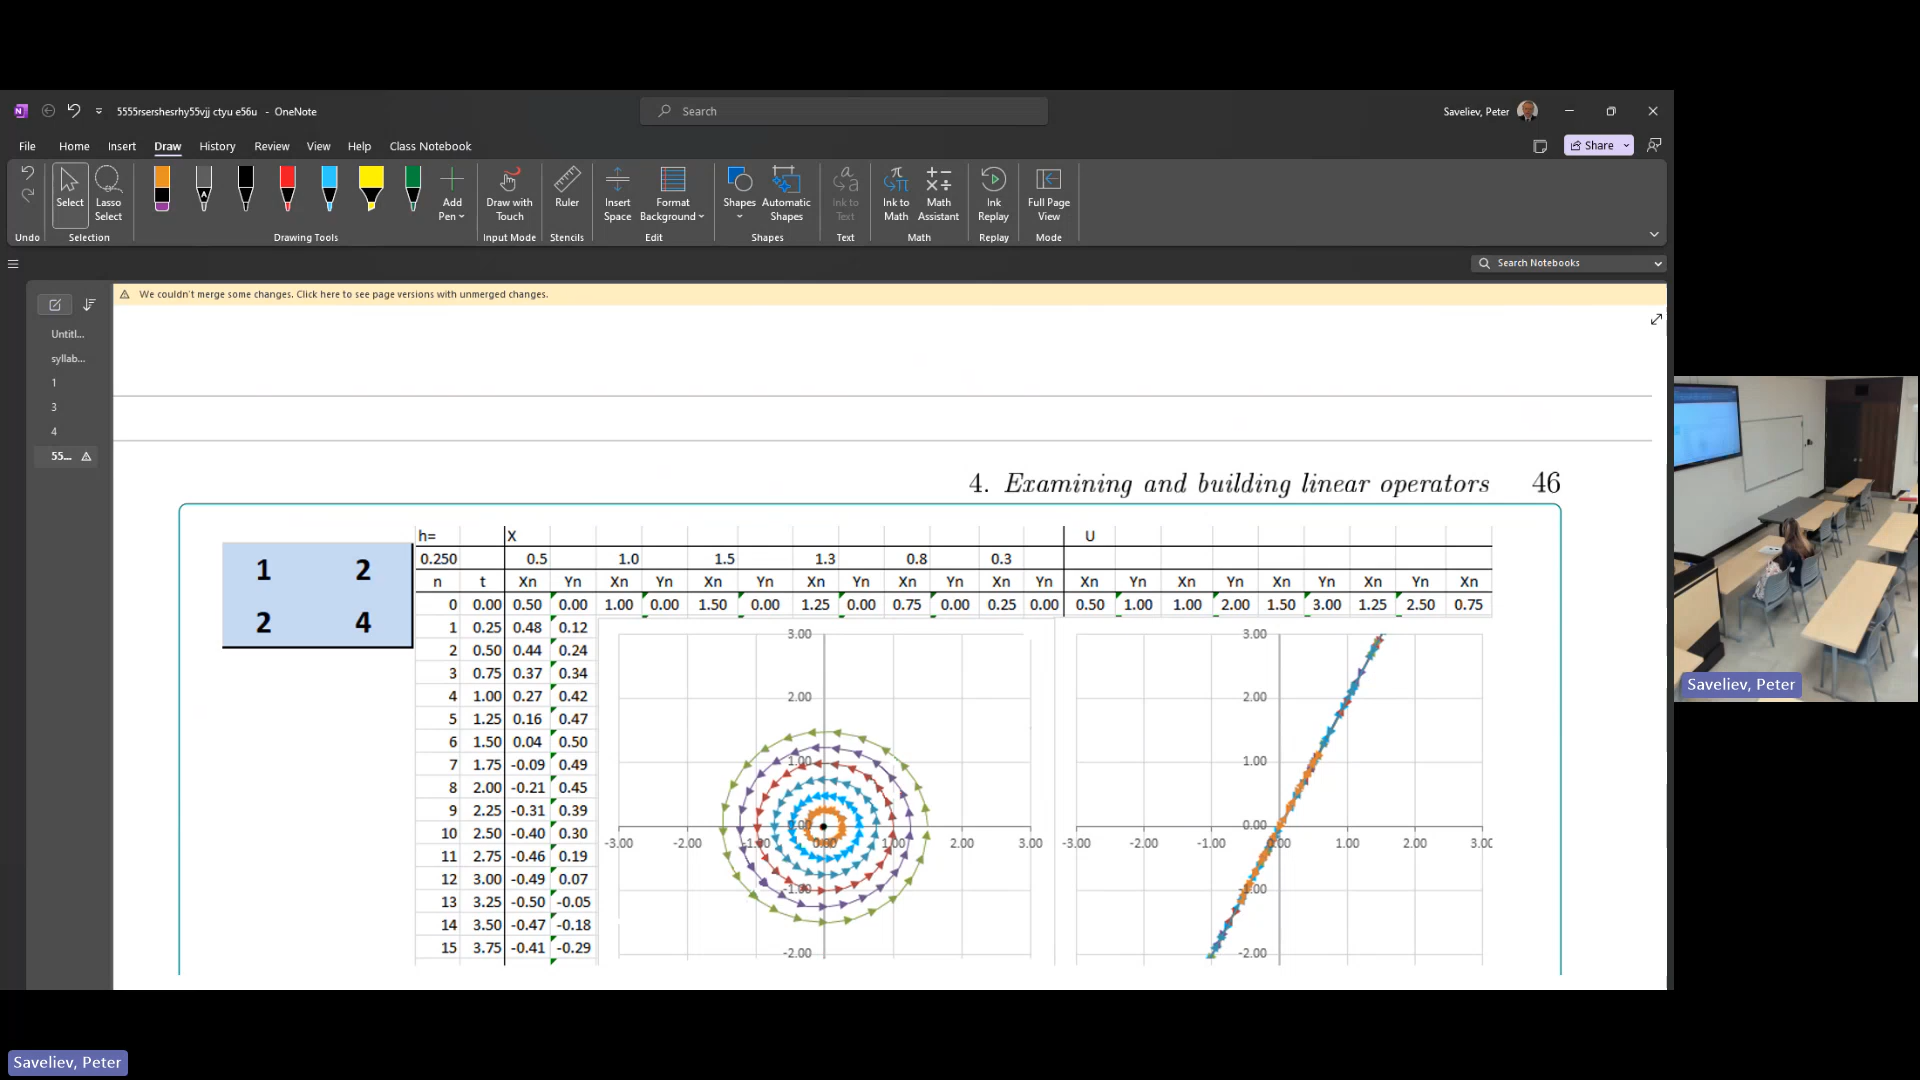 5555rsershesrhy55vjj ctyu e56u - OneNote
Search
Saveliev, Peter
File Home Insert Draw History Review View Help Class Notebook
Share
Undo
Select
Lasso Select
Selection
Drawing Tools
Add Pen
Draw with Touch
Input Mode
Ruler
Stencils
Insert Space
Format Background
Edit
Shapes
Automatic Shapes
Shapes
Ink to Text
Text
Ink to Math
Math Assistant
Math
Ink Replay
Replay
Full Page View
Mode
Search Notebooks
We couldn't merge some changes. Click here to see page versions with unmerged changes.
Untitl...
syllab...
1
3
4
55...
4. Examining and building linear operators 46
1 2
2 4
h= X U
0.250 0.5 1.0 1.5 1.3 0.8 0.3
n t Xn Yn Xn Yn Xn Yn Xn Yn Xn Yn Xn Yn Xn Yn Xn Yn Xn Yn Xn Yn Xn
0 0.00 0.50 0.00 1.00 0.00 1.50 0.00 1.25 0.00 0.75 0.00 0.25 0.00 0.50 1.00 1.00 2.00 1.50 3.00 1.25 2.50 0.75
1 0.25 0.48 0.12
2 0.50 0.44 0.24
3 0.75 0.37 0.34
4 1.00 0.27 0.42
5 1.25 0.16 0.47
6 1.50 0.04 0.50
7 1.75 -0.09 0.49
8 2.00 -0.21 0.45
9 2.25 -0.31 0.39
10 2.50 -0.40 0.30
11 2.75 -0.46 0.19
12 3.00 -0.49 0.07
13 3.25 -0.50 -0.05
14 3.50 -0.47 -0.18
15 3.75 -0.41 -0.29
3.00
2.00
1.00
-3.00 -2.00 0.00 1.00 2.00 3.00
-1.00
-2.00
3.00
2.00
1.00
0.00
-3.00 -2.00 -1.00 0.00 1.00 2.00
-1.00
-2.00
Saveliev, Peter
Saveliev, Peter